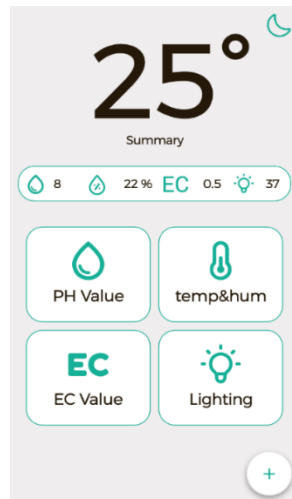 25°
Summary
8 22 % EC 0.5 37
PH Value temp&hum
EC
EC Value Lighting
+